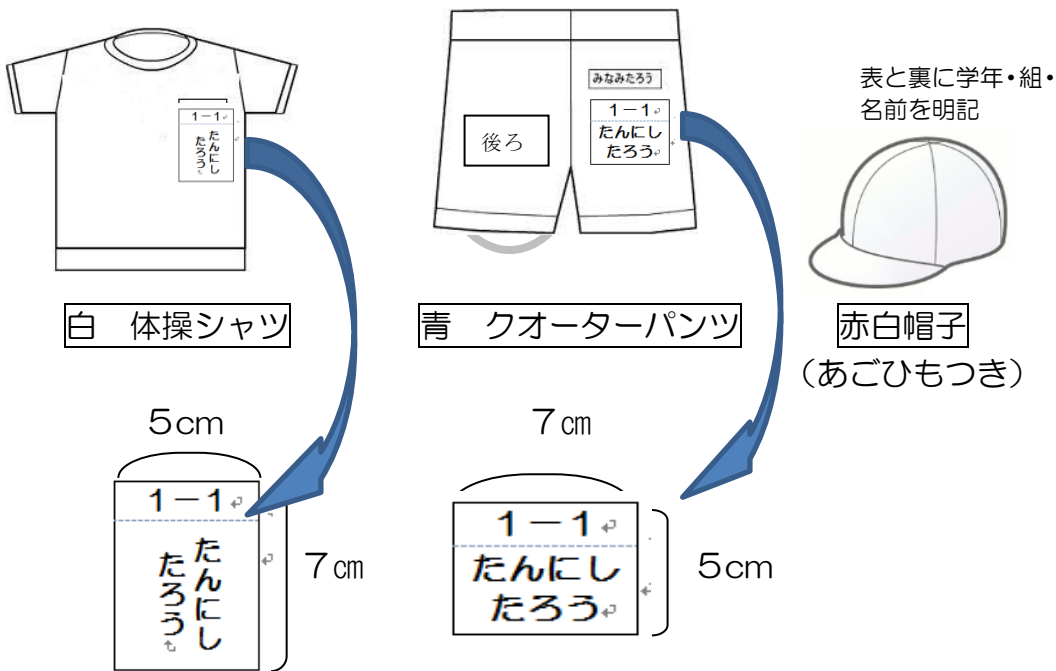 1－1
たんにし
たろう
白　体操シャツ
みなみたろう
1－1
たんにし
たろう
後ろ
青　クオーターパンツ
表と裏に学年・組・
名前を明記
赤白帽子
（あごひもつき）
5cm
1－1
たんにし
たろう
7㎝
7㎝
1－1
たんにし
たろう
5cm